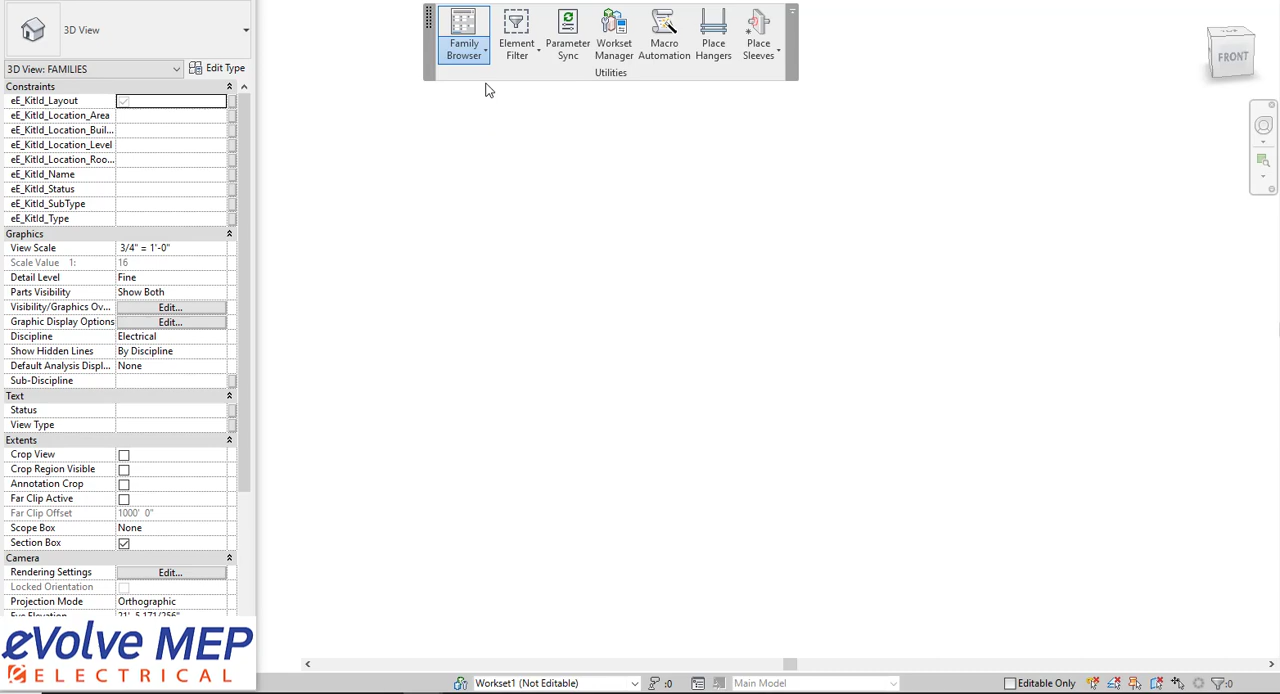 3D View
3D View: FAMILIES
Edit Type
Constraints
eE_KitId_Layout
eE_KitId_Location_Area
eE_KitId_Location_Buil...
eE_KitId_Location_Level
eE_KitId_Location_Roo...
eE_KitId_Name
eE_KitId_Status
eE_KitId_SubType
eE_KitId_Type
Graphics
View Scale 3/4" = 1'-0"
Scale Value 1: 16
Detail Level Fine
Parts Visibility Show Both
Visibility/Graphics Ov... Edit...
Graphic Display Options Edit...
Discipline Electrical
Show Hidden Lines By Discipline
Default Analysis Displ... None
Sub-Discipline
Text
Status
View Type
Extents
Crop View
Crop Region Visible
Annotation Crop
Far Clip Active
Far Clip Offset 1000' 0"
Scope Box None
Section Box
Camera
Rendering Settings Edit...
Locked Orientation
Projection Mode Orthographic
eVolve MEP
ELECTRICAL
Family Browser
Element Filter
Parameter Sync
Workset Manager
Macro Automation
Place Hangers
Place Sleeves
Utilities
TOP
FRONT
Workset1 (Not Editable)
:0
Main Model
Editable Only
:0